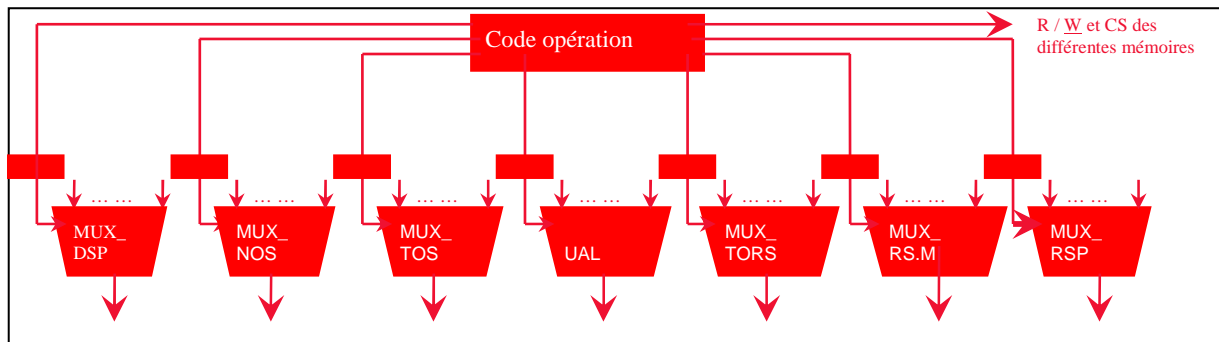 Code opération
R / W et CS des
différentes mémoires
... ...
... ...
... ...
... ...
... ...
... ...
... ...
MUX_
DSP
MUX_
NOS
MUX_
TOS
UAL
MUX_
TORS
MUX_
RS.M
MUX_
RSP